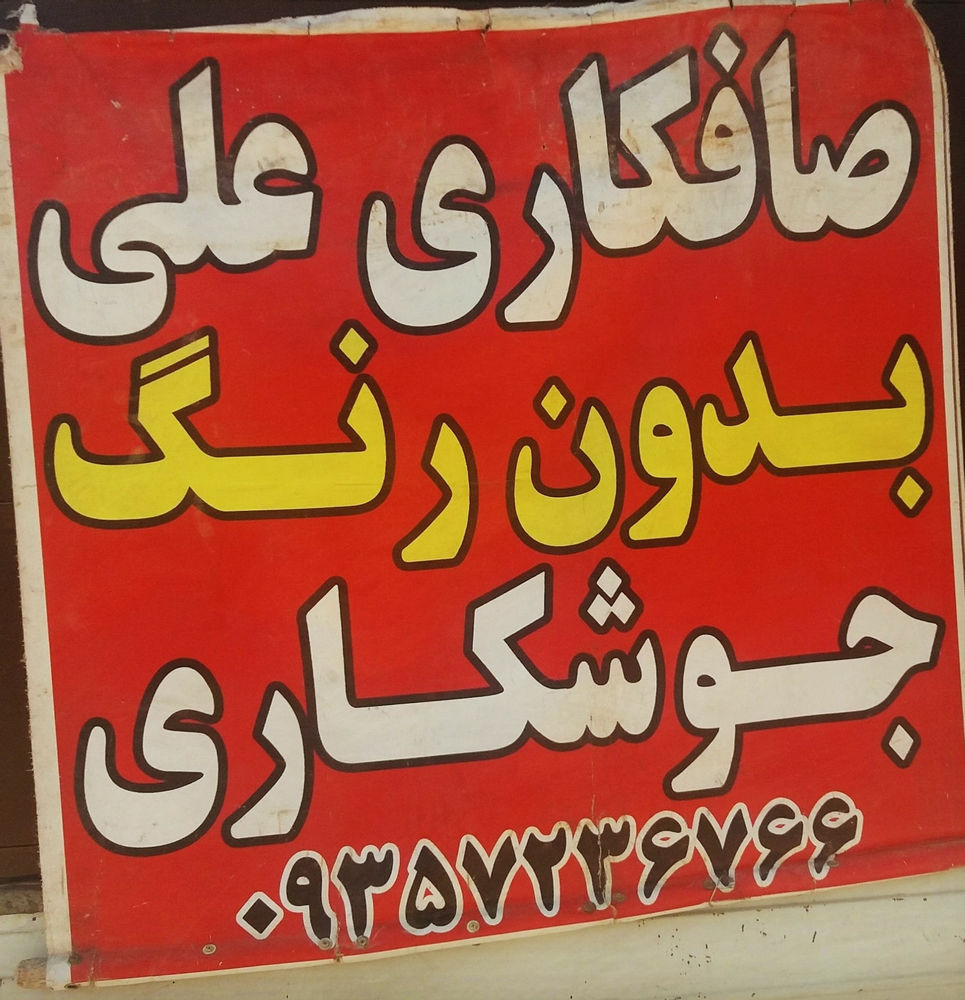 صافکاری علی
بدون رنگ
جوشکاری
۰۹۳۵۷۲۳۶۷۶۶